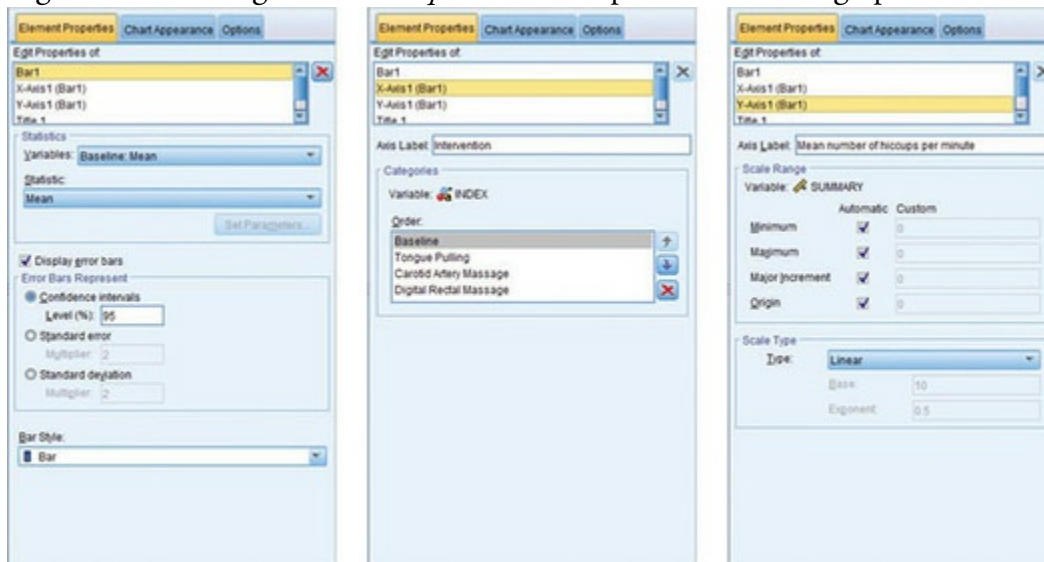 Element Properties Chart Appearance Options
Edit Properties of:
Bar1
X-Axis1 (Bar1)
Y-Axis1 (Bar1)
Title 1
Statistics
Variables: Baseline: Mean
Statistic:
Mean
Set Parameters...
Display error bars
Error Bars Represent
Confidence intervals
Level (%): 95
Standard error
Multiplier: 2
Standard deviation
Multiplier: 2
Bar Style:
Bar
Element Properties Chart Appearance Options
Edit Properties of:
Bar1
X-Axis1 (Bar1)
Y-Axis1 (Bar1)
Title 1
Axis Label: Intervention
Categories
Variable: INDEX
Order:
Baseline
Tongue Pulling
Carotid Artery Massage
Digital Rectal Massage
Element Properties Chart Appearance Options
Edit Properties of:
Bar1
X-Axis1 (Bar1)
Y-Axis1 (Bar1)
Title 1
Axis Label: Mean number of hiccups per minute
Scale Range
Variable: SUMMARY
Automatic Custom
Minimum 0
Maximum 0
Major Increment 0
Origin 0
Scale Type
Type: Linear
Base: 10
Exponent: 0.5